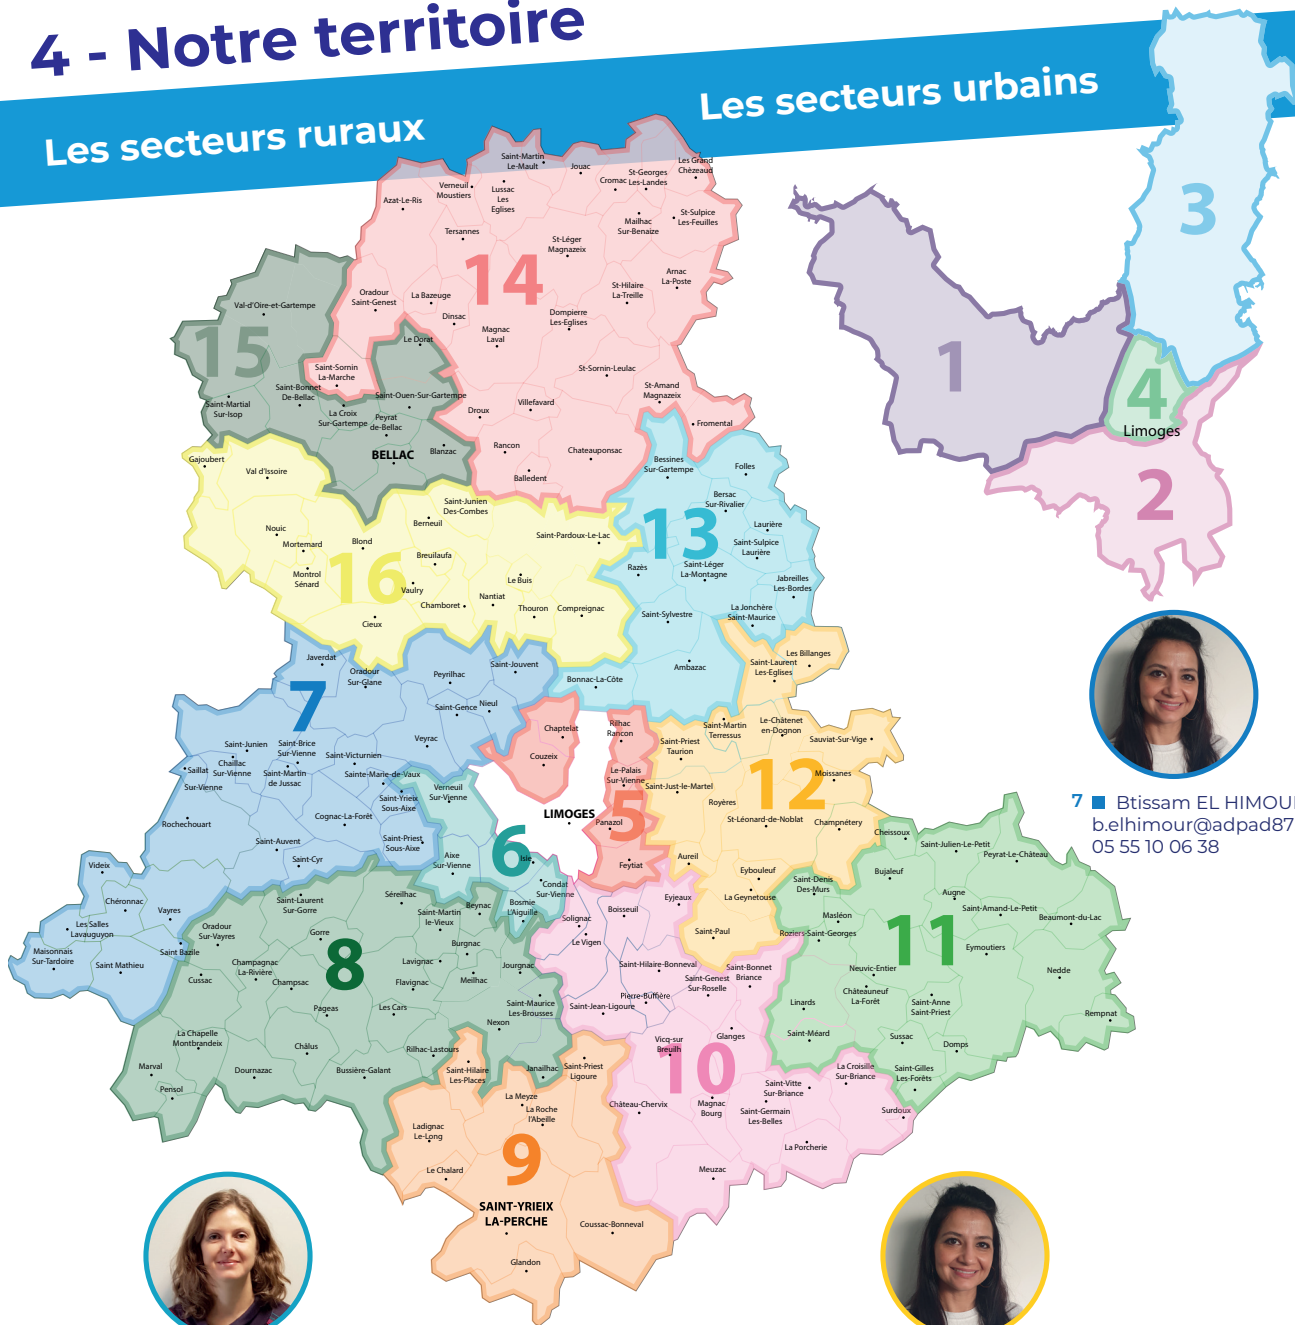 4 - Notre territoire
Les secteurs ruraux
Les secteurs urbains
3
1
4
Limoges
2
Saint-Martin
Le-Mault
Jouac
Cromac
St-Georges
Les-Landes
Les Grand
Chèzeaud
Verneuil
Moustiers
Lussac
Les
Eglises
Azat-Le-Ris
Mailhac
Sur-Benaize
St-Sulpice
Les-Feuilles
Tersannes
St-Léger
Magnazeix
14
Arnac
La-Poste
St-Hilaire
La-Treille
Oradour
Saint-Genest
La Bazeuge
Dinsac
Dompierre
Les-Eglises
Magnac
Laval
St-Sornin-Leulac
Saint-Sornin
La-Marche
St-Amand
Magnazeix
Droux
Villefavard
Fromental
Rancon
Chateauponsac
Balledent
Val-d'Oire-et-Gartempe
15
Le Dorat
Saint-Bonnet
De-Bellac
Saint-Ouen-Sur-Gartempe
Saint-Martial
Sur-Isop
La Croix
Sur-Gartempe
Peyrat
de-Bellac
BELLAC
Blanzac
Gajoubert
Val d'Issoire
Saint-Junien
Des-Combes
Berneuil
Nouic
Mortemard
Blond
Saint-Pardoux-Le-Lac
Breuilaufa
16
Montrol
Sénard
Vaulry
Le Buis
Chamboret
Nantiat
Thouron
Compreignac
Cieux
Bessines
Sur-Gartempe
Folles
Bersac
Sur-Rivalier
13
Laurière
Saint-Sulpice
Laurière
Razès
Saint-Léger
La-Montagne
Jabreilles
Les-Bordes
Saint-Sylvestre
La Jonchère
Saint-Maurice
Ambazac
Bonnac-La-Côte
Javerdat
Oradour
Sur-Glane
Peyrilhac
Saint-Jouvent
7
Saint-Gence
Nieul
Veyrac
Saint-Junien
Saint-Brice
Sur-Vienne
Saint-Victurnien
Chaillac
Sur-Vienne
Saillat
Sur-Vienne
Saint-Martin
de Jussac
Sainte-Marie-de-Vaux
Saint-Yrieix
Sous-Aixe
Rochechouart
Cognac-La-Forêt
Saint-Auvent
Saint-Priest
Sous-Aixe
Saint-Cyr
Videix
Chéronnac
Vayres
Les Salles
Lavauguyon
Maisonnais
Sur-Tardoire
Saint Mathieu
Saint Bazile
Chaptelat
Couzeix
Rilhac
Rancon
Le-Palais
Sur-Vienne
5
LIMOGES
Panazol
Feytiat
Verneuil
Sur-Vienne
6
Aixe
Sur-Vienne
Isle
Condat
Sur-Vienne
Bosmie
L'Aiguille
Les Billanges
Saint-Laurent
Les-Eglises
Saint-Martin
Terressus
Le-Châtenet
en-Dognon
Sauviat-Sur-Vige
Saint-Priest
Taurion
12
Moissanes
Saint-Just-le-Martel
Royères
St-Léonard-de-Noblat
Champnétery
Aureil
Eybouleuf
La Geynetouse
Saint-Paul
Cheissoux
Saint-Julien-Le-Petit
Peyrat-Le-Château
Bujaleuf
Saint-Denis
Des-Murs
Augne
Saint-Amand-Le-Petit
Beaumont-du-Lac
Masléon
Roziers-Saint-Georges
11
Eymoutiers
Neuvic-Entier
Nedde
Châteauneuf
La-Forêt
Linards
Saint-Anne
Saint-Priest
Rempnat
Saint-Méard
Sussac
Domps
Saint-Gilles
Les-Forêts
Saint-Laurent
Sur-Gorre
Séreilhac
Beynac
Saint-Martin
le-Vieux
Oradour
Sur-Vayres
Gorre
Burgnac
8
Champagnac
La-Rivière
Lavignac
Jourgnac
Cussac
Champsac
Flavignac
Meilhac
Pageas
Les Cars
Saint-Maurice
Les-Brousses
Nexon
La Chapelle
Montbrandeix
Châlus
Rilhac-Lastours
Marval
Dournazac
Bussière-Galant
Janailhac
Pensol
Eyjeaux
Boisseuil
Solignac
Le Vigen
Saint-Hilaire-Bonneval
Saint-Bonnet
Briance
Saint-Genest
Sur-Roselle
Pierre-Buffière
Saint-Jean-Ligoure
Glanges
Vicq-sur
Breuilh
10
La Croisille
Sur-Briance
Saint-Vitte
Sur-Briance
Château-Chervix
Magnac
Bourg
Saint-Germain
Les-Belles
Surdoux
La Porcherie
Meuzac
Saint-Hilaire
Les-Places
Saint-Priest
Ligoure
La Meyze
La Roche
l'Abeille
Ladignac
Le-Long
9
Le Chalard
SAINT-YRIEIX
LA-PERCHE
Coussac-Bonneval
Glandon
7 Btissam EL HIMOUR
b.elhimour@adpad87
05 55 10 06 38